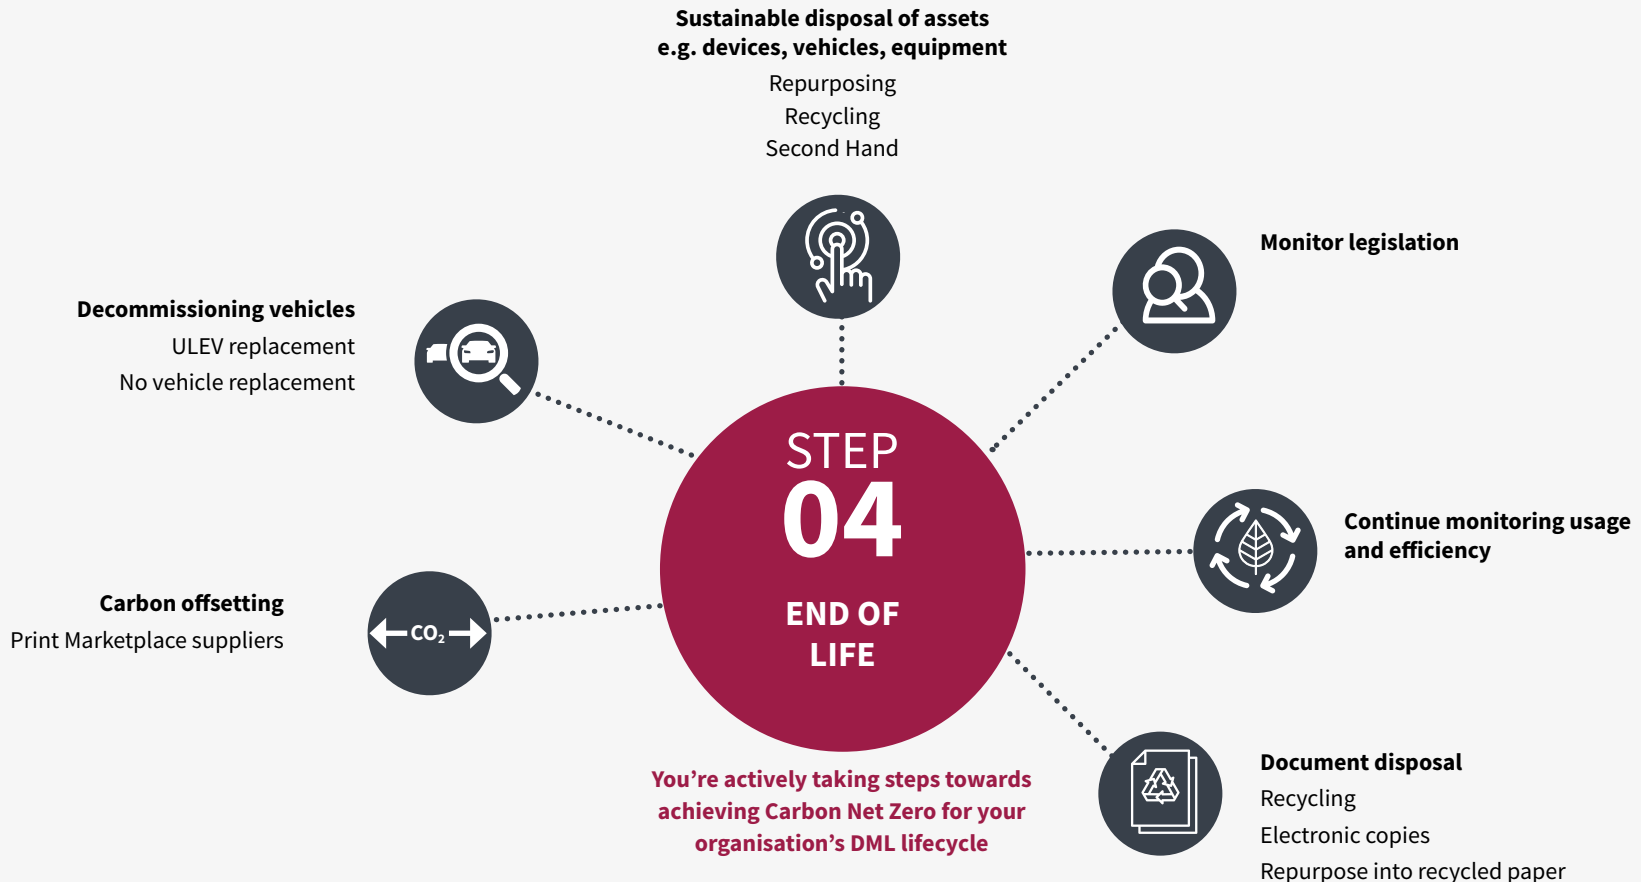 Sustainable disposal of assets
e.g. devices, vehicles, equipment
Repurposing
Recycling
Second Hand
Monitor legislation
Decommissioning vehicles
ULEV replacement
No vehicle replacement
STEP
04
END OF
LIFE
Continue monitoring usage
and efficiency
Carbon offsetting
Print Marketplace suppliers
CO₂
You’re actively taking steps towards
achieving Carbon Net Zero for your
organisation’s DML lifecycle
Document disposal
Recycling
Electronic copies
Repurpose into recycled paper